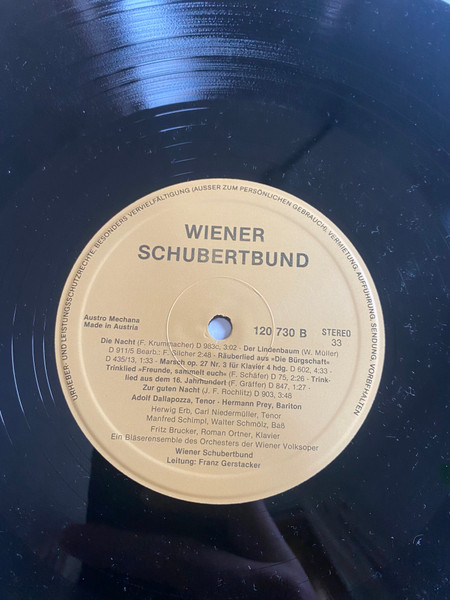 URHEBER- UND LEISTUNGSSCHUTZRECHTE, BESONDERS VERVIELFÄLTIGUNG (AUSSER ZUM PERSÖNLICHEN GEBRAUCH), VERMIETUNG, AUFFÜHRUNG, SENDUNG, VORBEHALTEN
WIENER
SCHUBERTBUND
Austro Mechana
Made in Austria
120 730 B
STEREO
33
Die Nacht (F. Krummacher) D 983c, 3:02 - Der Lindenbaum (W. Müller)
D 911/5 Bearb.: F. Silcher 2:48 - Räuberlied aus »Die Bürgschaft«
D 435/13, 1:33 - Marsch op. 27 Nr. 3 für Klavier 4 hdg. D 602, 4:33 -
Trinklied »Freunde, sammelt euch« (F. Schäfer) D 75, 2:26 - Trink-
lied aus dem 16. Jahrhundert (F. Gräffer) D 847, 1:27 -
Zur guten Nacht (J. F. Rochlitz) D 903, 3:48
Adolf Dallapozza, Tenor - Hermann Prey, Bariton
Herwig Erb, Carl Niedermüller, Tenor
Manfred Schimpl, Walter Schmölz, Baß
Fritz Brucker, Roman Ortner, Klavier
Ein Bläserensemble des Orchesters der Wiener Volksoper
Wiener Schubertbund
Leitung: Franz Gerstacker